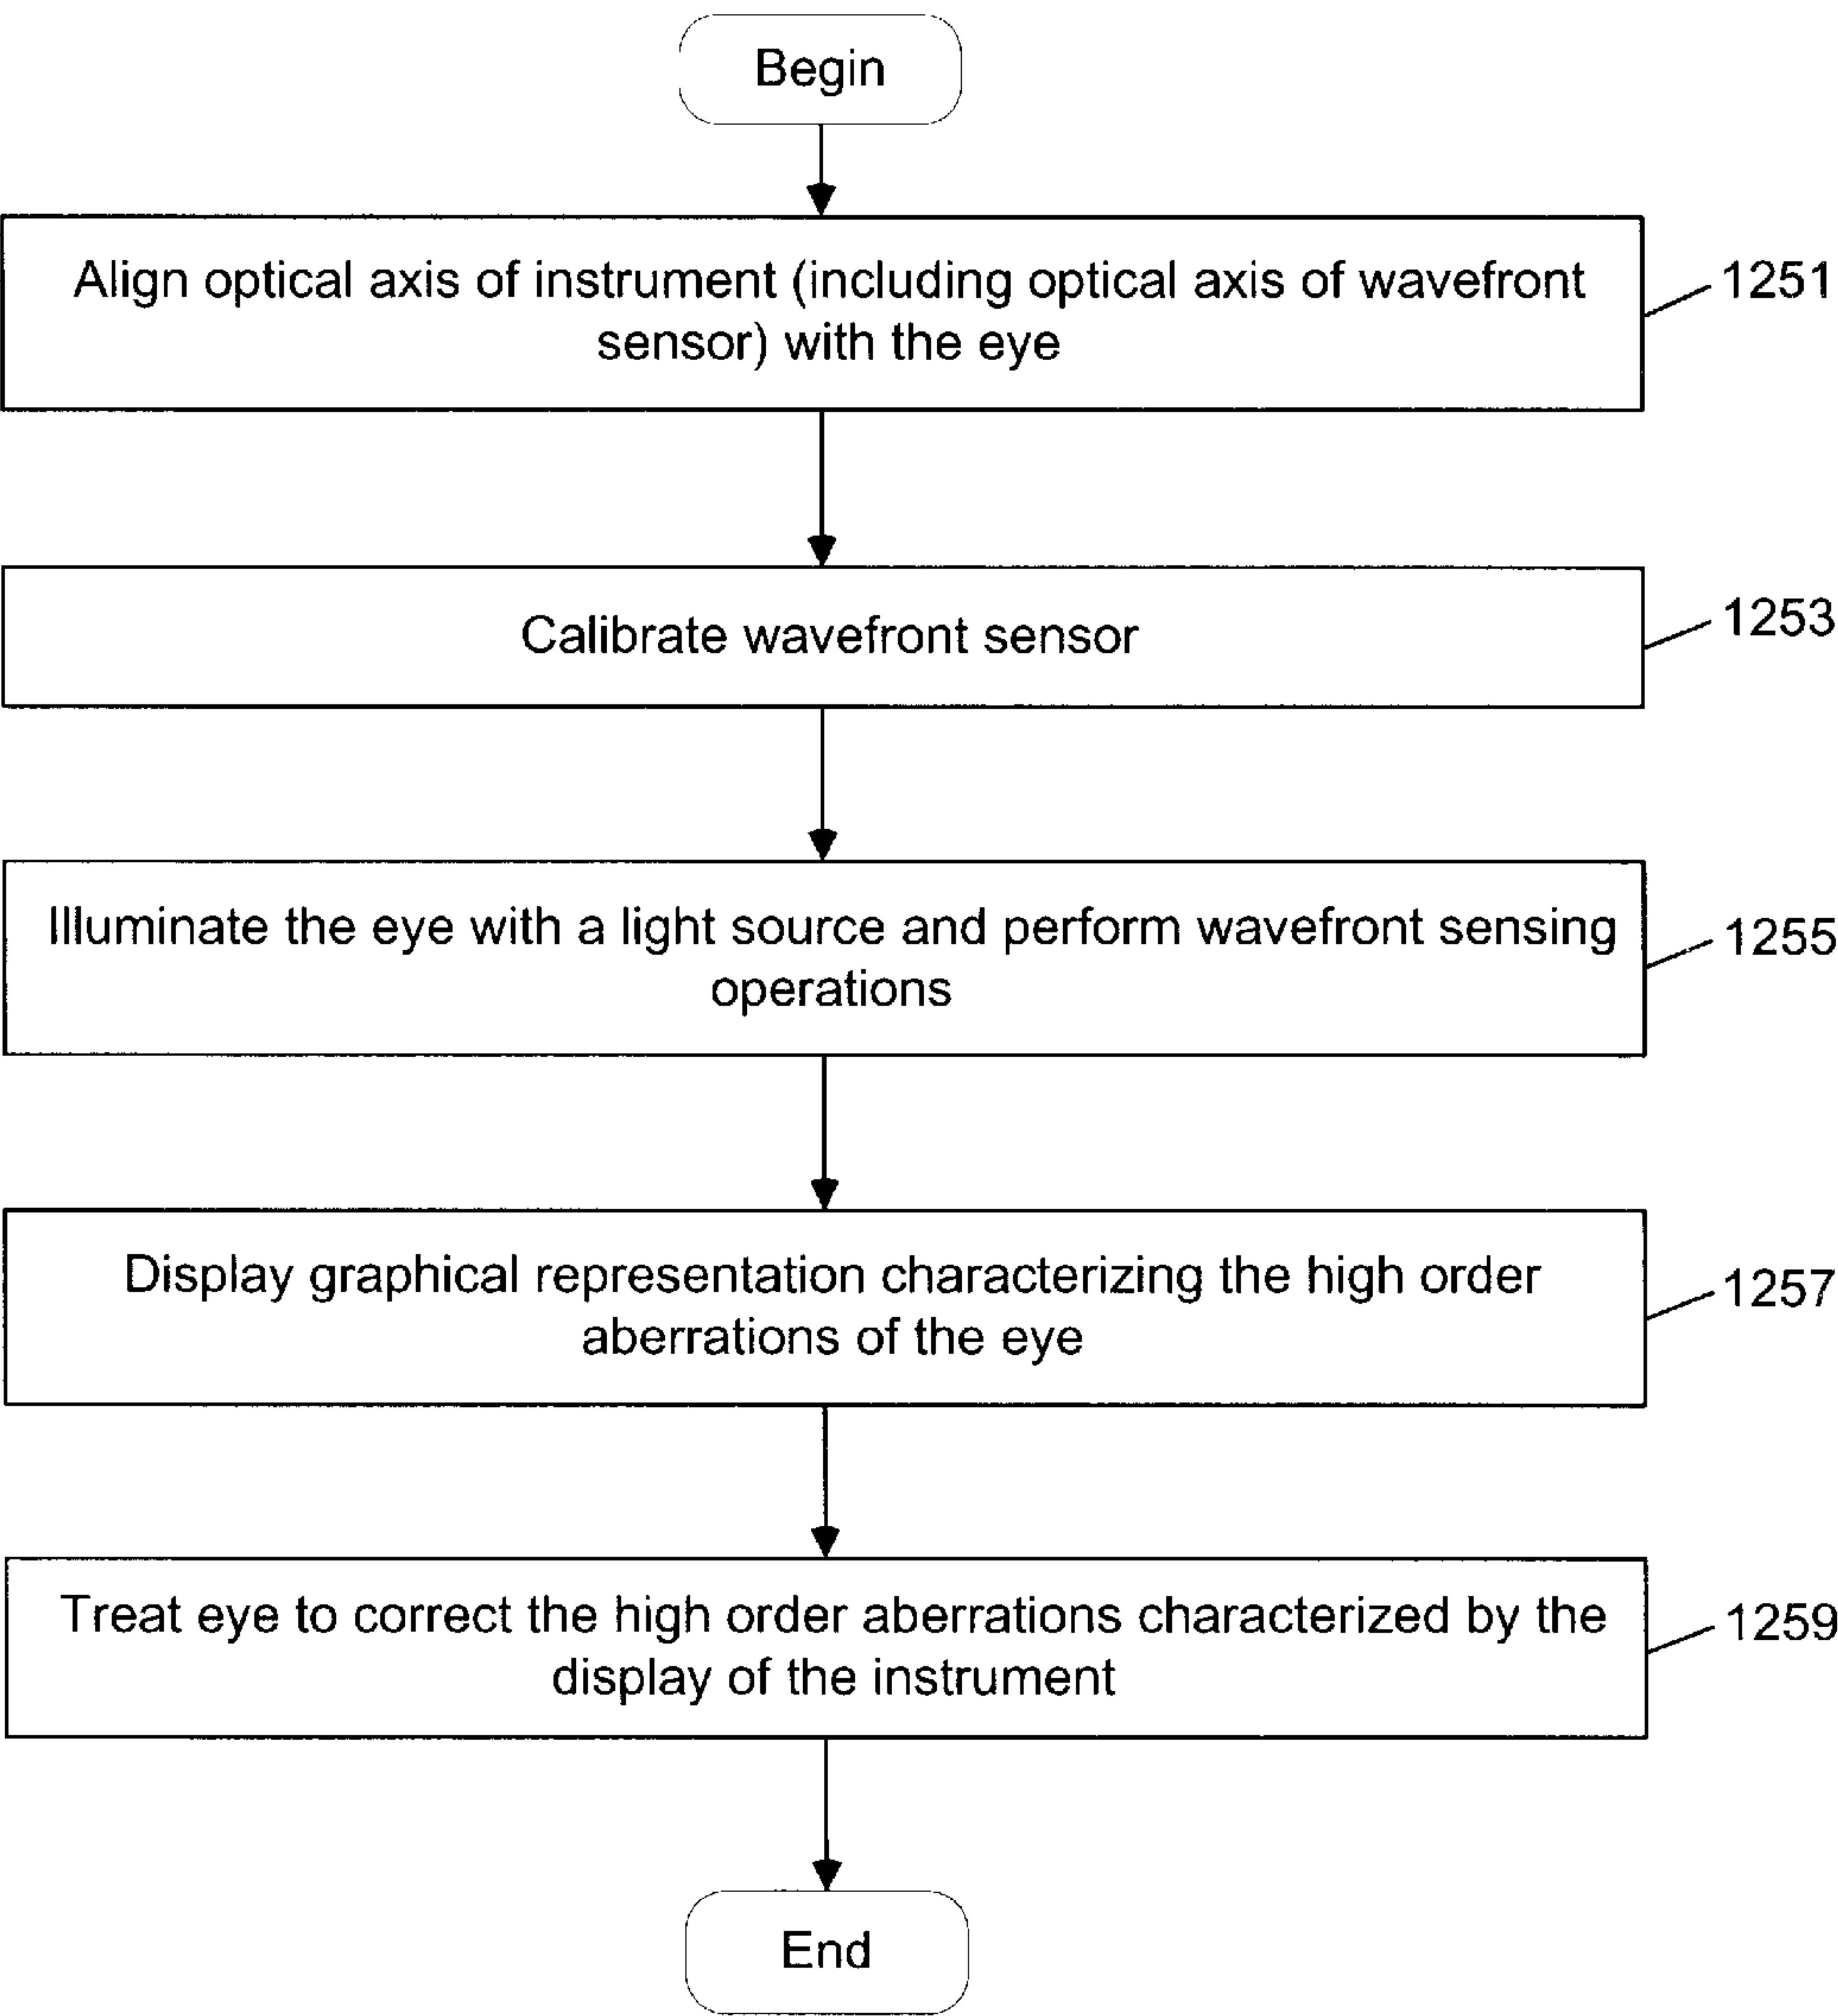 Begin
Align optical axis of instrument (including optical axis of wavefront
sensor) with the eye
1251
Calibrate wavefront sensor
1253
Illuminate the eye with a light source and perform wavefront sensing
operations
1255
Display graphical representation characterizing the high order
aberrations of the eye
1257
Treat eye to correct the high order aberrations characterized by the
display of the instrument
1259
End